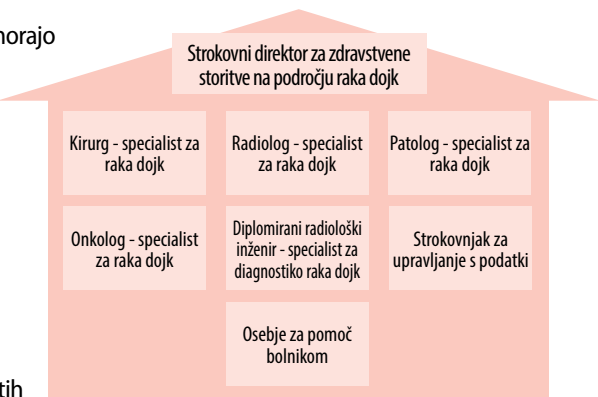 morajo
Strokovni direktor za zdravstvene
storitve na področju raka dojk
Kirurg - specialist za
raka dojk
Radiolog - specialist
za raka dojk
Patolog - specialist za
raka dojk
Onkolog - specialist
za raka dojk
Diplomirani radiološki
inženir - specialist za
diagnostiko raka dojk
Strokovnjak za
upravljanje s podatki
Osebje za pomoč
bolnikom
tih